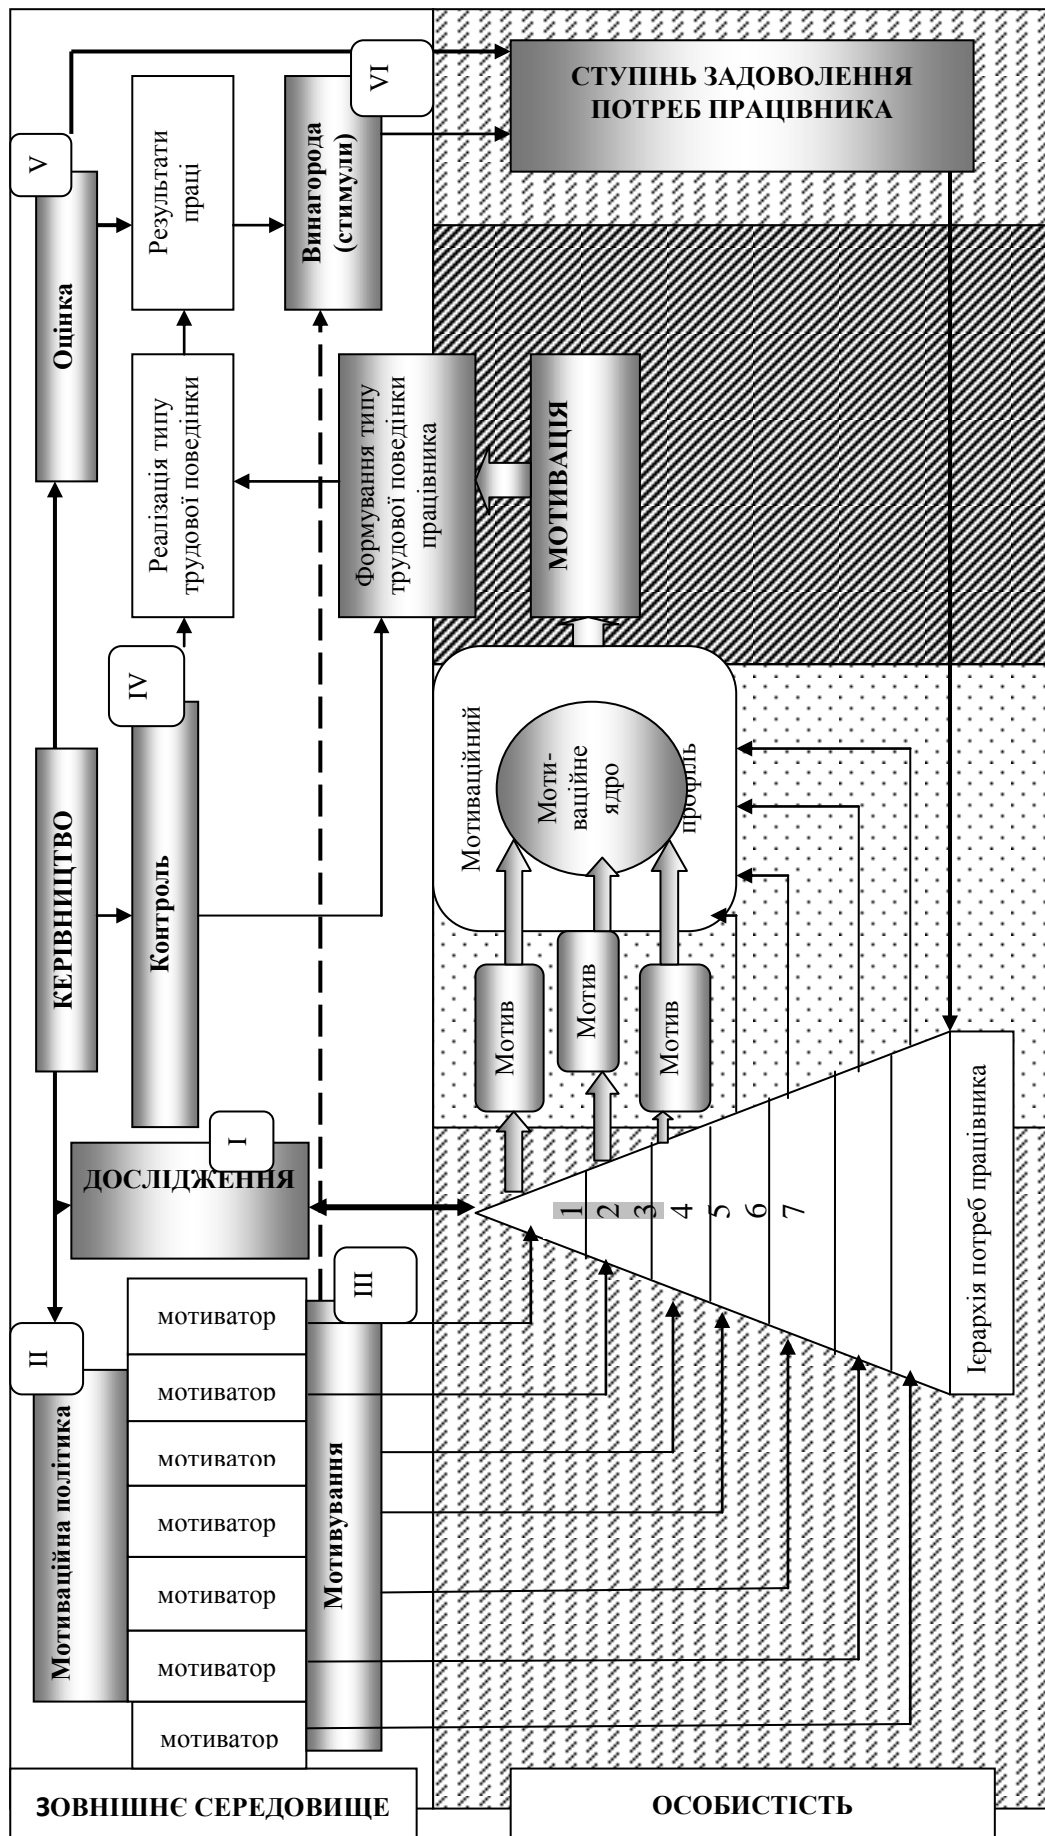 V
Оцінка
Результати
праці
Винагорода
(стимули)
VI
СТУПІНЬ ЗАДОВОЛЕННЯ
ПОТРЕБ ПРАЦІВНИКА
Реалізація типу
трудової поведінки
Формування типу
трудової поведінки
працівника
МОТИВАЦІЯ
КЕРІВНИЦТВО
IV
Контроль
Мотиваційний
профіль
Моти-
ваційне
ядро
Мотив
Мотив
Мотив
I
ДОСЛІДЖЕННЯ
II
Мотиваційна політика
мотиватор
мотиватор
мотиватор
мотиватор
мотиватор
мотиватор
мотиватор
III
Мотивування
1
2
3
4
5
6
7
Ієрархія потреб працівника
ЗОВНІШНЄ СЕРЕДОВИЩЕ
ОСОБИСТІСТЬ